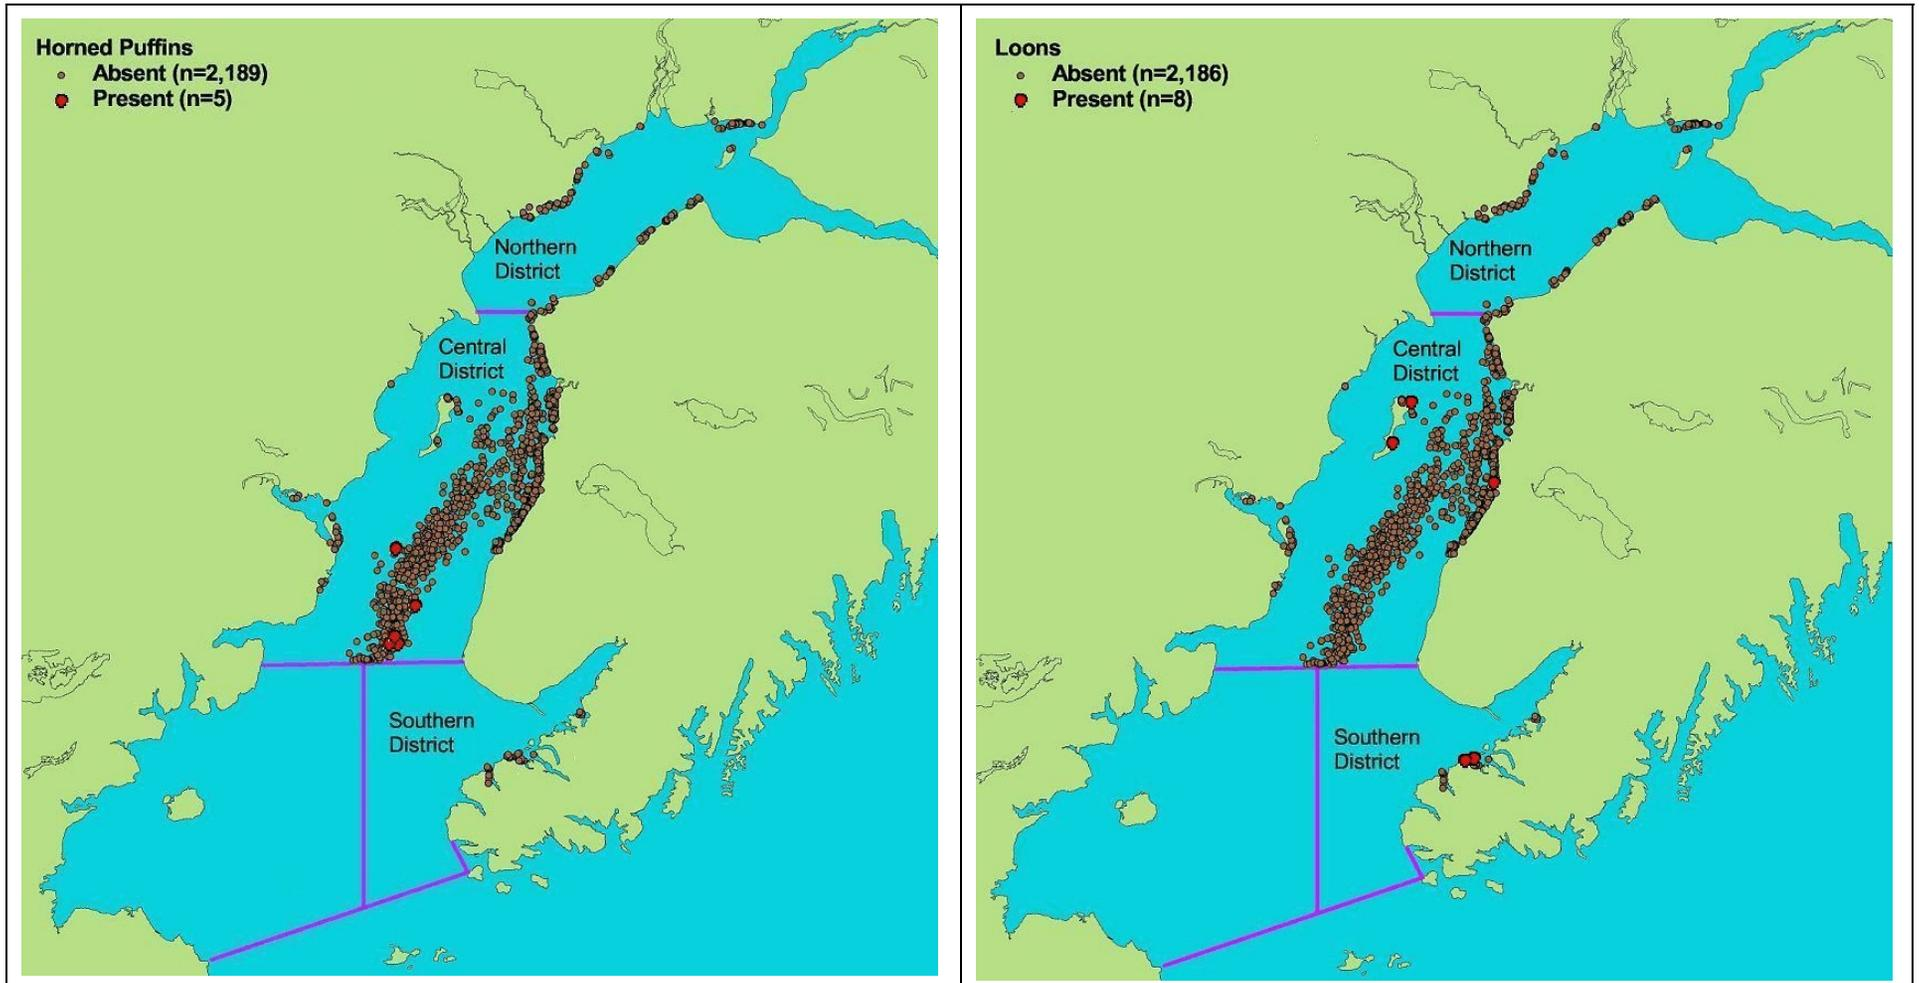 Horned Puffins
Absent (n=2,189)
Present (n=5)
Northern
District
Central
District
Southern
District
Loons
Absent (n=2,186)
Present (n=8)
Northern
District
Central
District
Southern
District